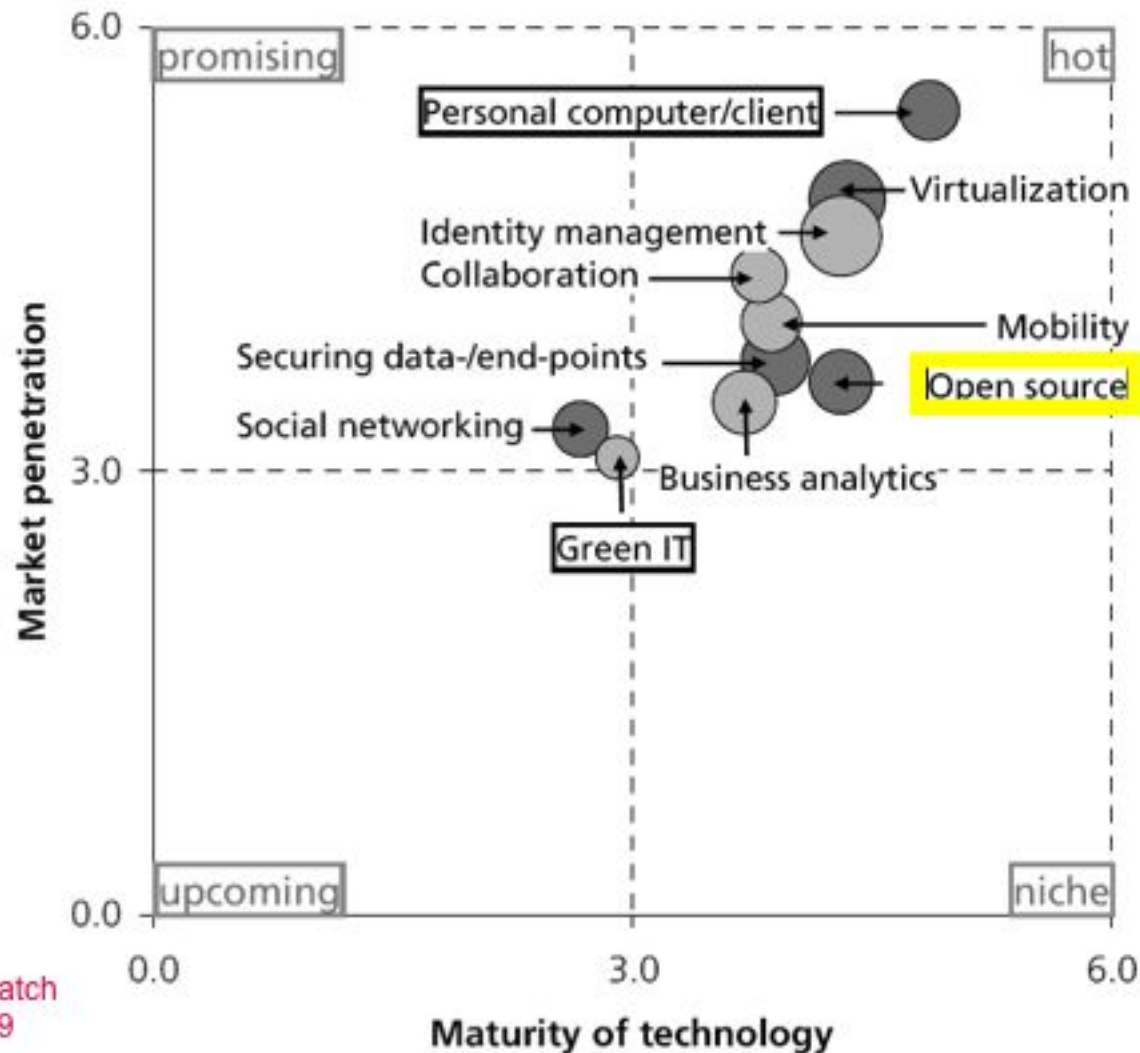 6.0
promising
hot
Personal computer/client
Virtualization
Identity management
Collaboration
Mobility
Securing data-/end-points
Open source
Social networking
3.0
Business analytics
Green IT
Market penetration
upcoming
niche
0.0
0.0
3.0
6.0
atch
9
Maturity of technology